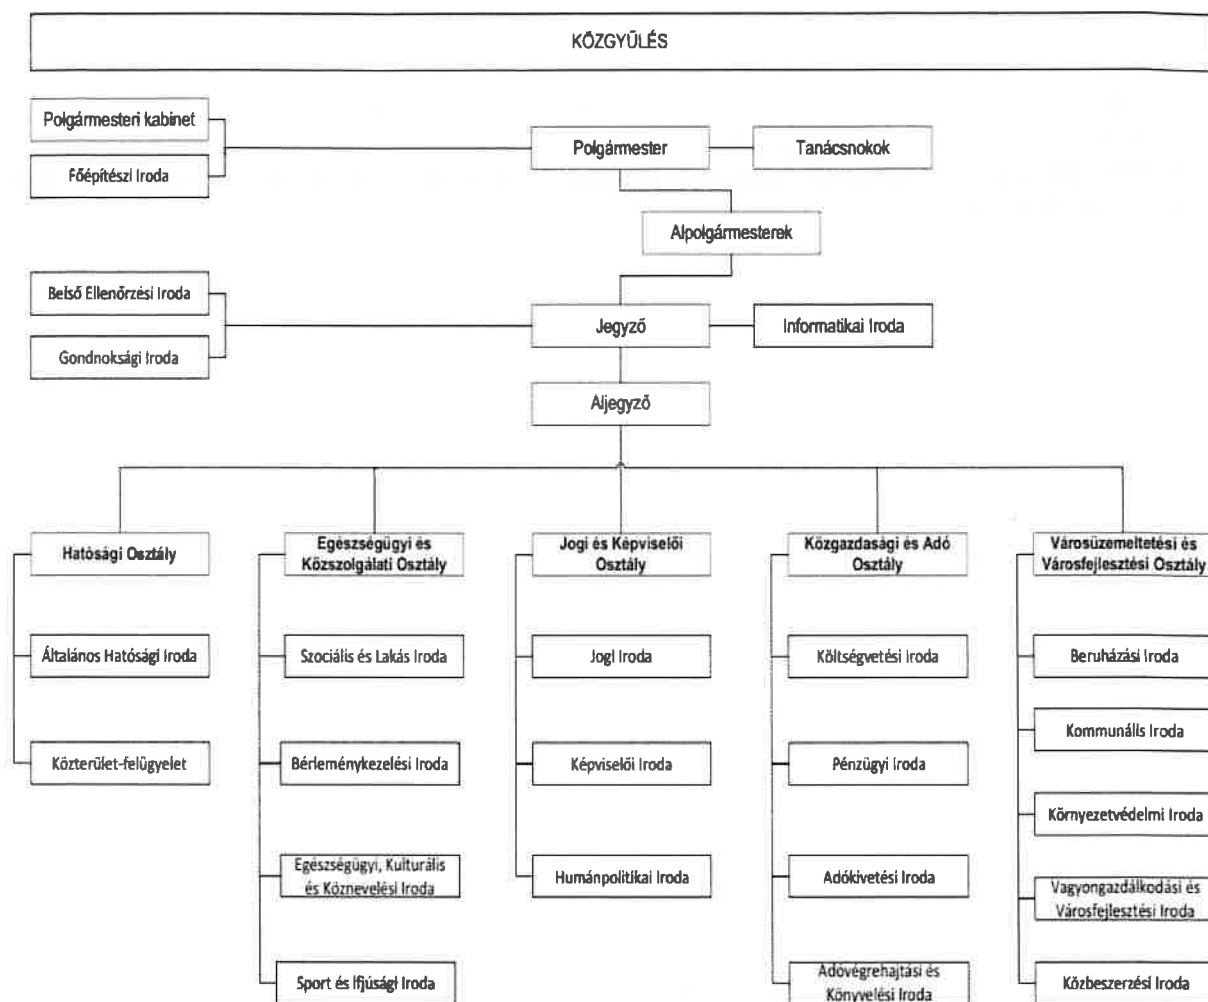 KÖZGYŰLÉS
Polgármesteri kabinet
Főépítészi Iroda
Polgármester
Tanácsnokok
Alpolgármesterek
Belső Ellenőrzési Iroda
Gondnoksági Iroda
Jegyző
Informatikai Iroda
Aljegyző
Hatósági Osztály
Általános Hatósági Iroda
Közterület-felügyelet
Egészségügyi és
Közszolgálati Osztály
Szociális és Lakás Iroda
Bérleménykezelési Iroda
Egészségügyi, Kulturális
és Köznevelési Iroda
Sport és Ifjúsági Iroda
Jogi és Képviselői
Osztály
Jogi Iroda
Képviselői Iroda
Humánpolitikai Iroda
Közgazdasági és Adó
Osztály
Költségvetési Iroda
Pénzügyi Iroda
Adókivetési Iroda
Adóvégrehajtási és
Könyvelési Iroda
Városüzemeltetési és
Városfejlesztési Osztály
Beruházási Iroda
Kommunális Iroda
Környezetvédelmi Iroda
Vagyongazdálkodási és
Városfejlesztési Iroda
Közbeszerzési Iroda